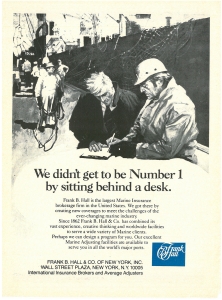 We didn't get to be Number 1
by sitting behind a desk.
Frank B. Hall is the largest Marine Insurance
brokerage firm in the United States. We got there by
creating new coverages to meet the challenges of the
ever-changing marine industry.
Since 1862 Frank B. Hall & Co. has combined its
vast experience, creative thinking and worldwide facilities
to serve a wide variety of Marine clients.
Perhaps we can design a program for you. Our excellent
Marine Adjusting facilities are available to
serve you in all the world's major ports.
Frank
B Hall
FRANK B. HALL & CO. OF NEW YORK, INC.
WALL STREET PLAZA, NEW YORK, N.Y. 10005
International Insurance Brokers and Average Adjusters